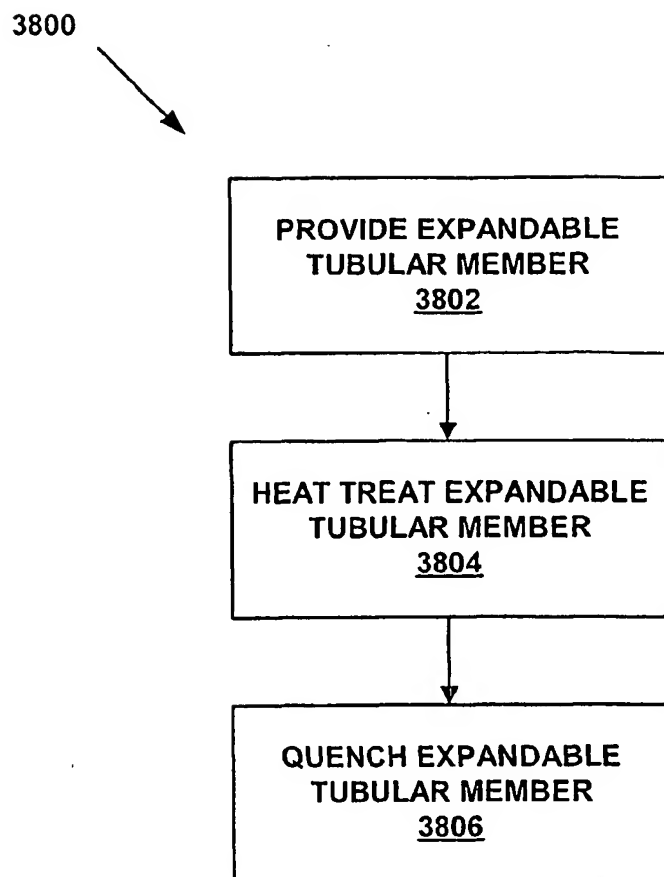 3800
PROVIDE EXPANDABLE
TUBULAR MEMBER
3802
HEAT TREAT EXPANDABLE
TUBULAR MEMBER
3804
QUENCH EXPANDABLE
TUBULAR MEMBER
3806